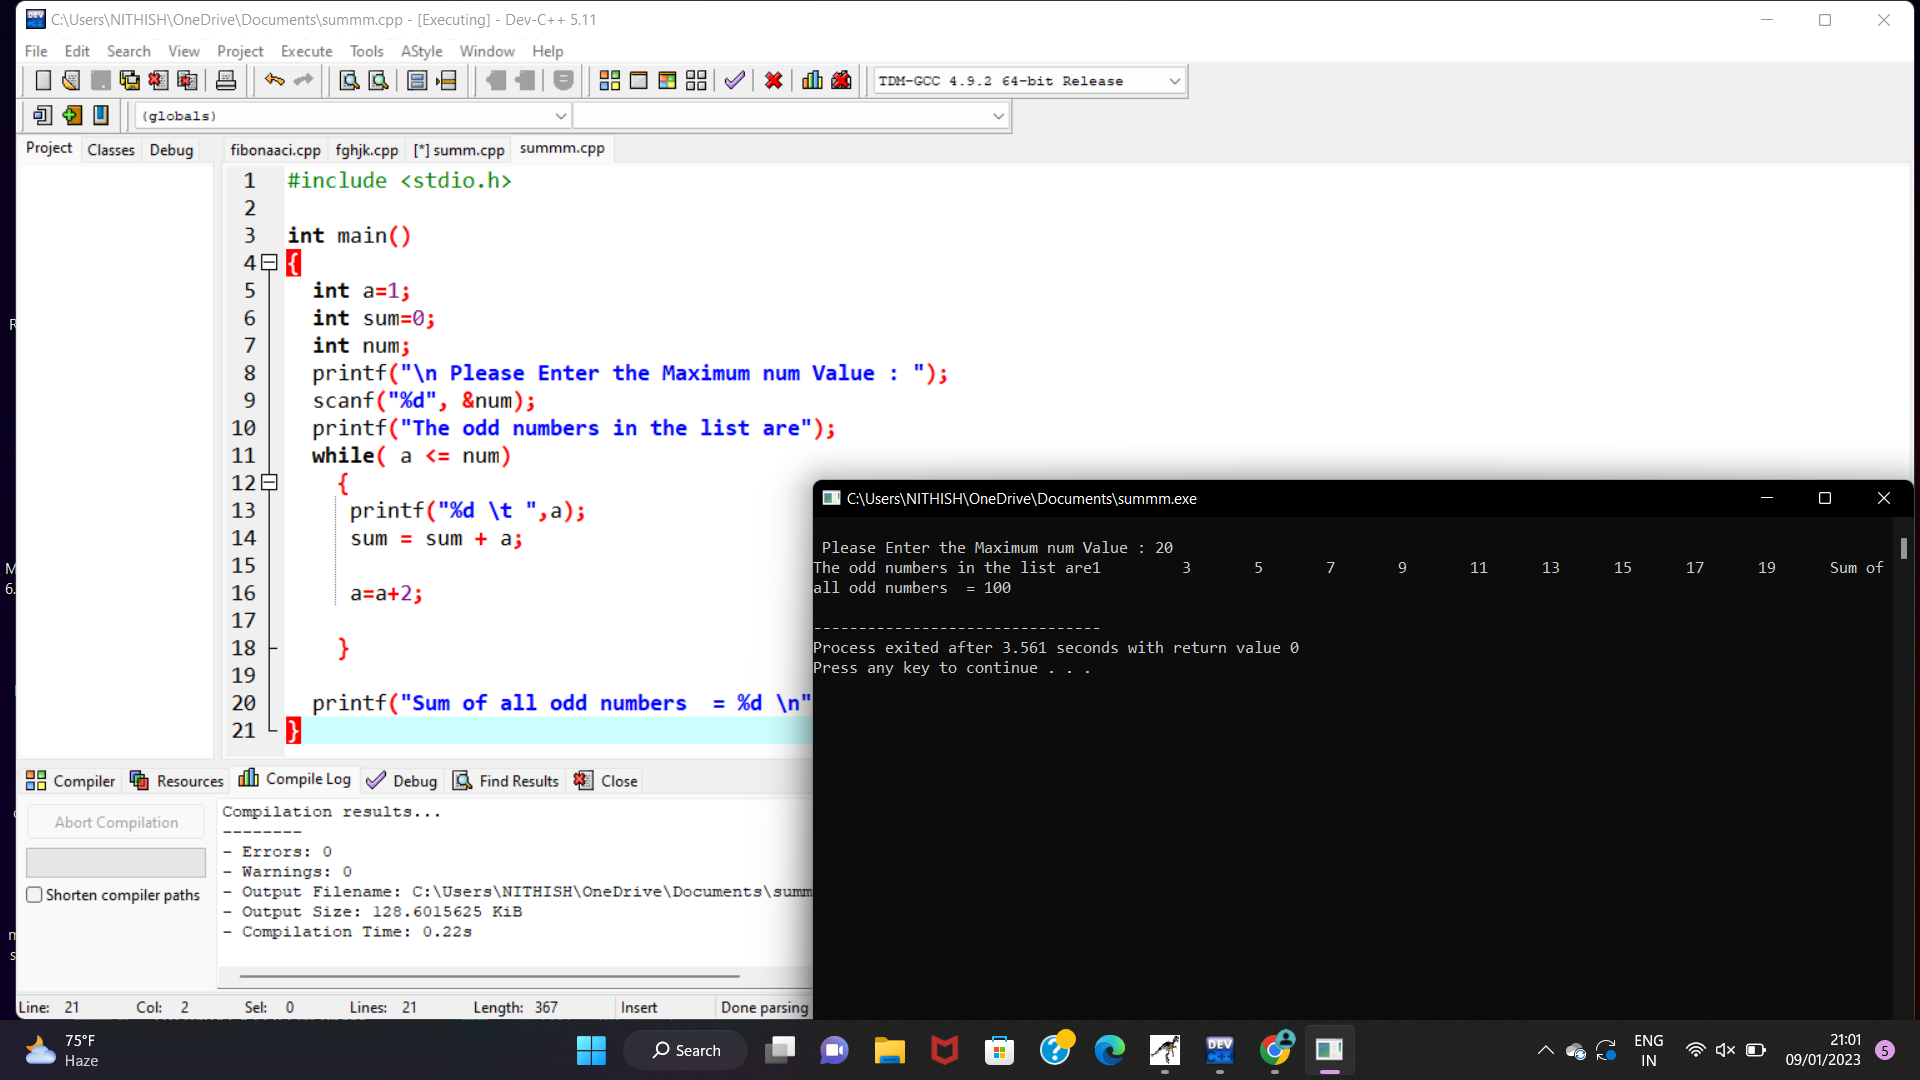 C:\Users\NITHISH\OneDrive\Documents\summm.cpp - [Executing] - Dev-C++ 5.11
File Edit Search View Project Execute Tools AStyle Window Help
TDM-GCC 4.9.2 64-bit Release
(globals)
Project Classes Debug
fibonaaci.cpp fghjk.cpp [*] summ.cpp summm.cpp
1 #include <stdio.h>
2
3 int main()
4 {
5 int a=1;
6 int sum=0;
7 int num;
8 printf("\n Please Enter the Maximum num Value : ");
9 scanf("%d", &num);
10 printf("The odd numbers in the list are");
11 while( a <= num)
12 {
13 printf("%d \t ",a);
14 sum = sum + a;
15
16 a=a+2;
17
18 }
19
20 printf("Sum of all odd numbers  = %d \n"
21 }
C:\Users\NITHISH\OneDrive\Documents\summm.exe
Please Enter the Maximum num Value : 20
The odd numbers in the list are1 3 5 7 9 11 13 15 17 19 Sum of
all odd numbers  = 100
--------------------------------
Process exited after 3.561 seconds with return value 0
Press any key to continue . . .
Compiler Resources Compile Log Debug Find Results Close
Abort Compilation
Shorten compiler paths
Compilation results...
--------
- Errors: 0
- Warnings: 0
- Output Filename: C:\Users\NITHISH\OneDrive\Documents\summ
- Output Size: 128.6015625 KiB
- Compilation Time: 0.22s
Line: 21 Col: 2 Sel: 0 Lines: 21 Length: 367 Insert Done parsing
75°F
Haze
Search
DEV
C++
ENG
IN
21:01
09/01/2023
5